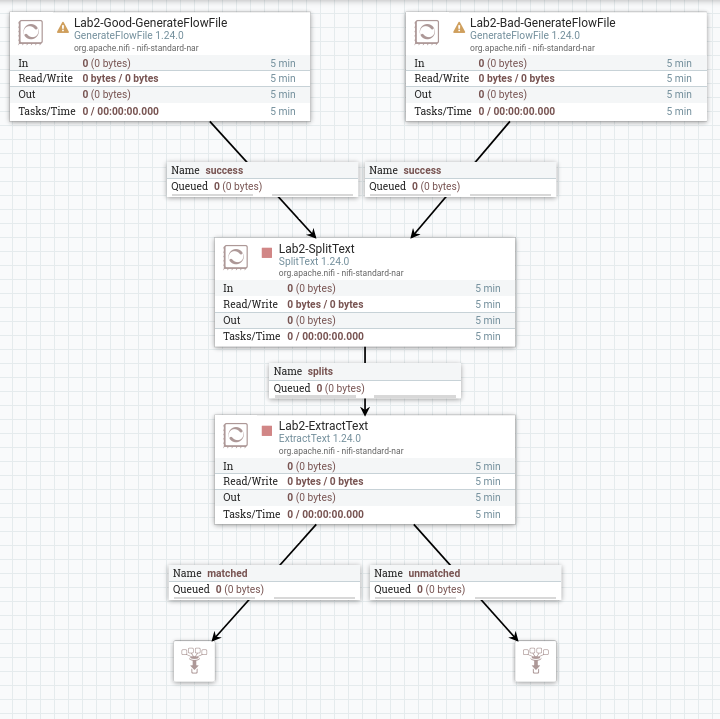 Lab2-Good-GenerateFlowFile
GenerateFlowFile 1.24.0
org.apache.nifi - nifi-standard-nar
In 0 (0 bytes) 5 min
Read/Write 0 bytes / 0 bytes 5 min
Out 0 (0 bytes) 5 min
Tasks/Time 0 / 00:00:00.000 5 min
Lab2-Bad-GenerateFlowFile
GenerateFlowFile 1.24.0
org.apache.nifi - nifi-standard-nar
In 0 (0 bytes) 5 min
Read/Write 0 bytes / 0 bytes 5 min
Out 0 (0 bytes) 5 min
Tasks/Time 0 / 00:00:00.000 5 min
Name success
Queued 0 (0 bytes)
Name success
Queued 0 (0 bytes)
Lab2-SplitText
SplitText 1.24.0
org.apache.nifi - nifi-standard-nar
In 0 (0 bytes) 5 min
Read/Write 0 bytes / 0 bytes 5 min
Out 0 (0 bytes) 5 min
Tasks/Time 0 / 00:00:00.000 5 min
Name splits
Queued 0 (0 bytes)
Lab2-ExtractText
ExtractText 1.24.0
org.apache.nifi - nifi-standard-nar
In 0 (0 bytes) 5 min
Read/Write 0 bytes / 0 bytes 5 min
Out 0 (0 bytes) 5 min
Tasks/Time 0 / 00:00:00.000 5 min
Name matched
Queued 0 (0 bytes)
Name unmatched
Queued 0 (0 bytes)